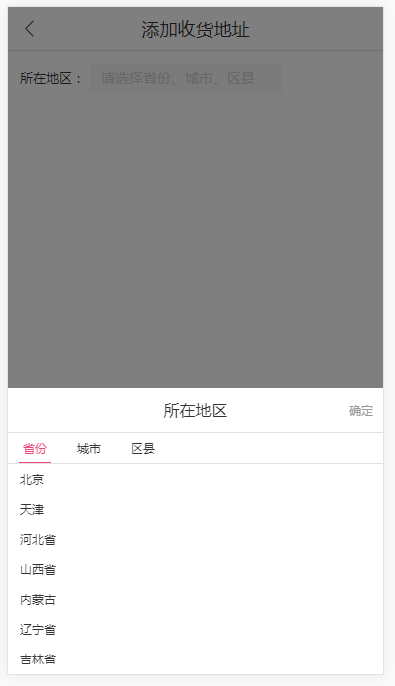 添加收货地址
所在地区： 请选择省份、城市、区县
所在地区 确定
省份 城市 区县
北京
天津
河北省
山西省
内蒙古
辽宁省
吉林省